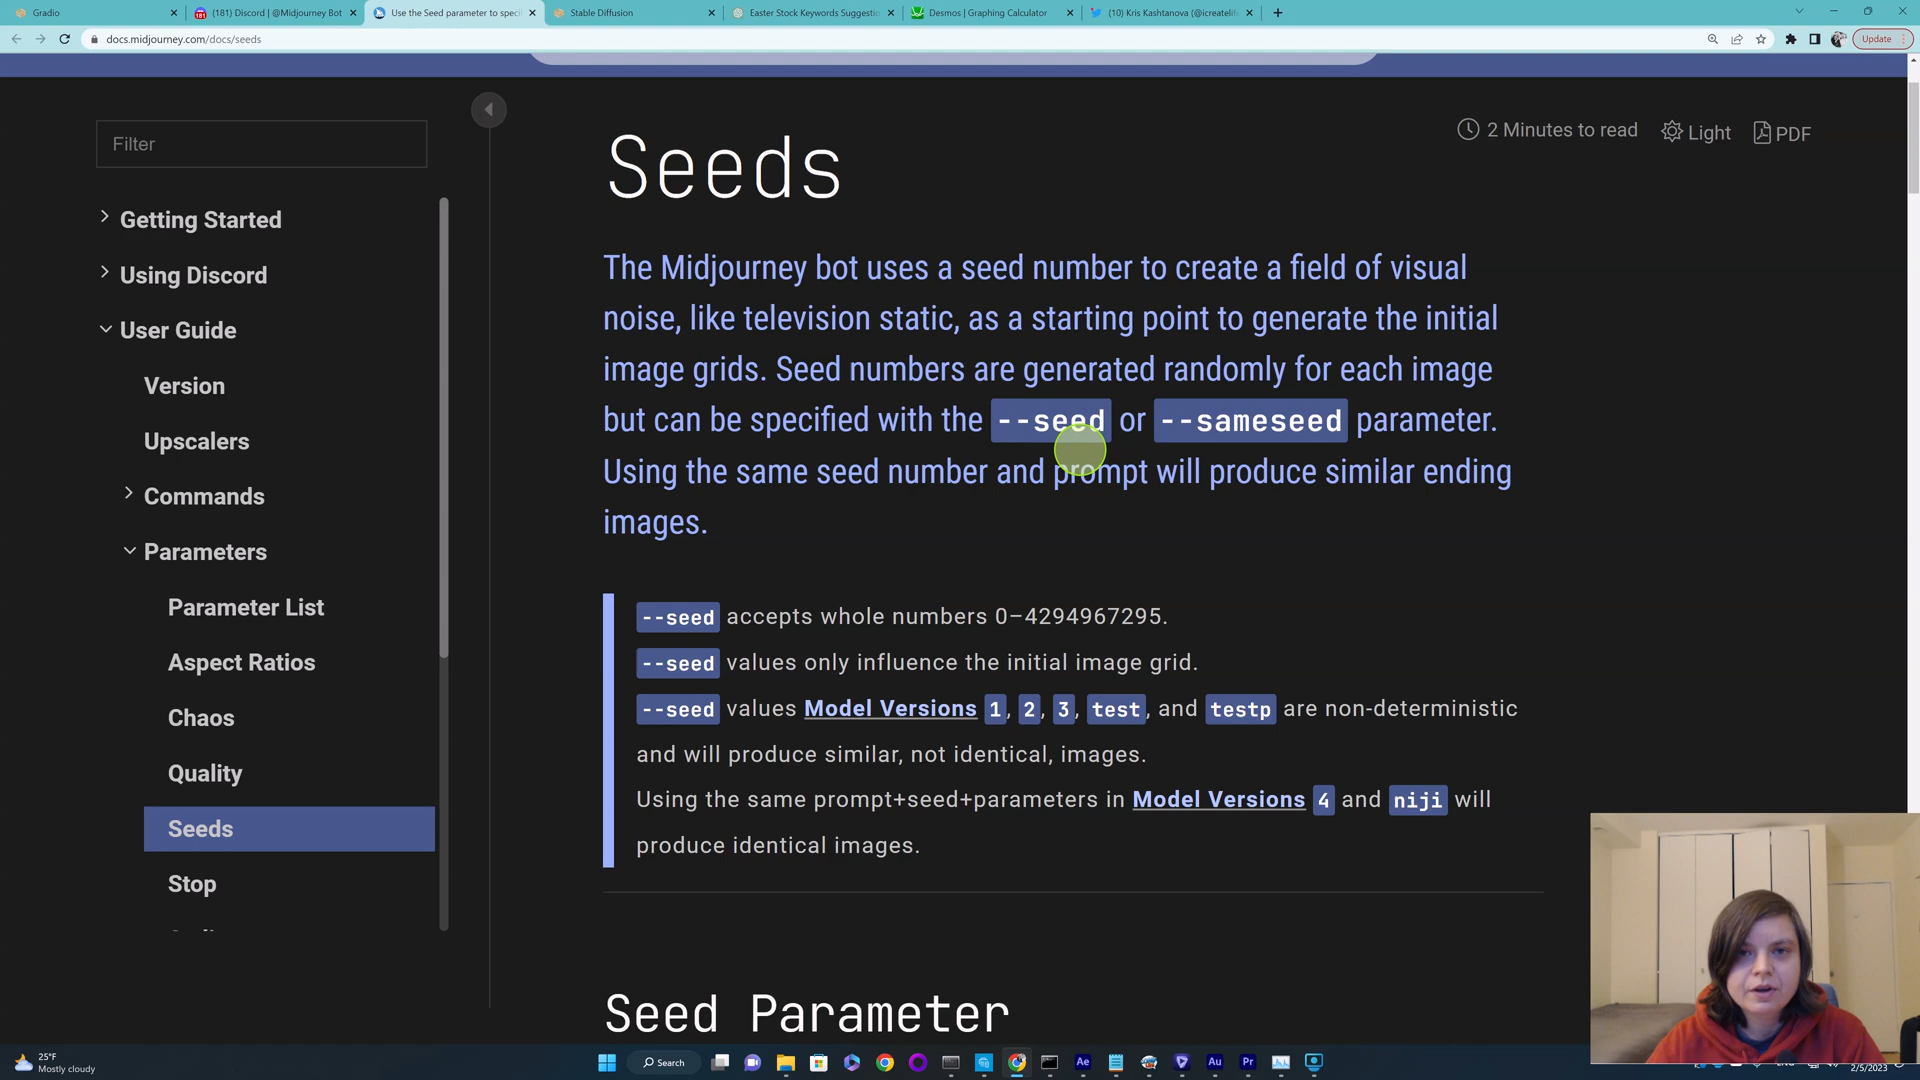 Gradio
(181) Discord | @Midjourney Bot
Use the Seed parameter to speci
Stable Diffusion
Easter Stock Keywords Suggestio
Desmos | Graphing Calculator
(10) Kris Kashtanova (@icreatelife
docs.midjourney.com/docs/seeds
Update
Filter
Getting Started
Using Discord
User Guide
Version
Upscalers
Commands
Parameters
Parameter List
Aspect Ratios
Chaos
Quality
Seeds
Stop
2 Minutes to read
Light
PDF
Seeds
The Midjourney bot uses a seed number to create a field of visual
noise, like television static, as a starting point to generate the initial
image grids. Seed numbers are generated randomly for each image
but can be specified with the --seed or --sameseed parameter.
Using the same seed number and prompt will produce similar ending
images.
--seed accepts whole numbers 0–4294967295.
--seed values only influence the initial image grid.
--seed values Model Versions 1, 2, 3, test, and testp are non-deterministic
and will produce similar, not identical, images.
Using the same prompt+seed+parameters in Model Versions 4 and niji will
produce identical images.
Seed Parameter
25°F
Mostly cloudy
Search
Ae
Au
Pr
2/5/2023